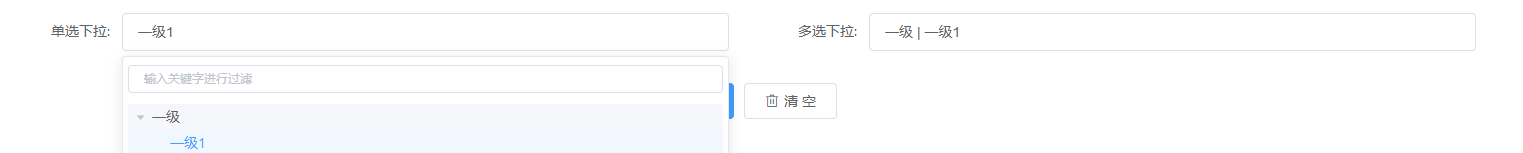 单选下拉: 一级1
多选下拉: 一级 | 一级1
输入关键字进行过滤
清 空
一级
一级1